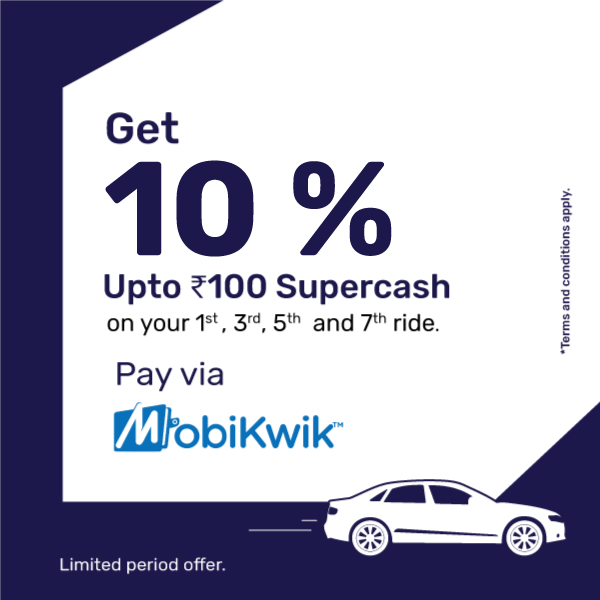 Get
10 %
Upto ₹100 Supercash
on your 1st, 3rd, 5th and 7th ride.
Pay via
MobiKwik™
*Terms and conditions apply.
Limited period offer.